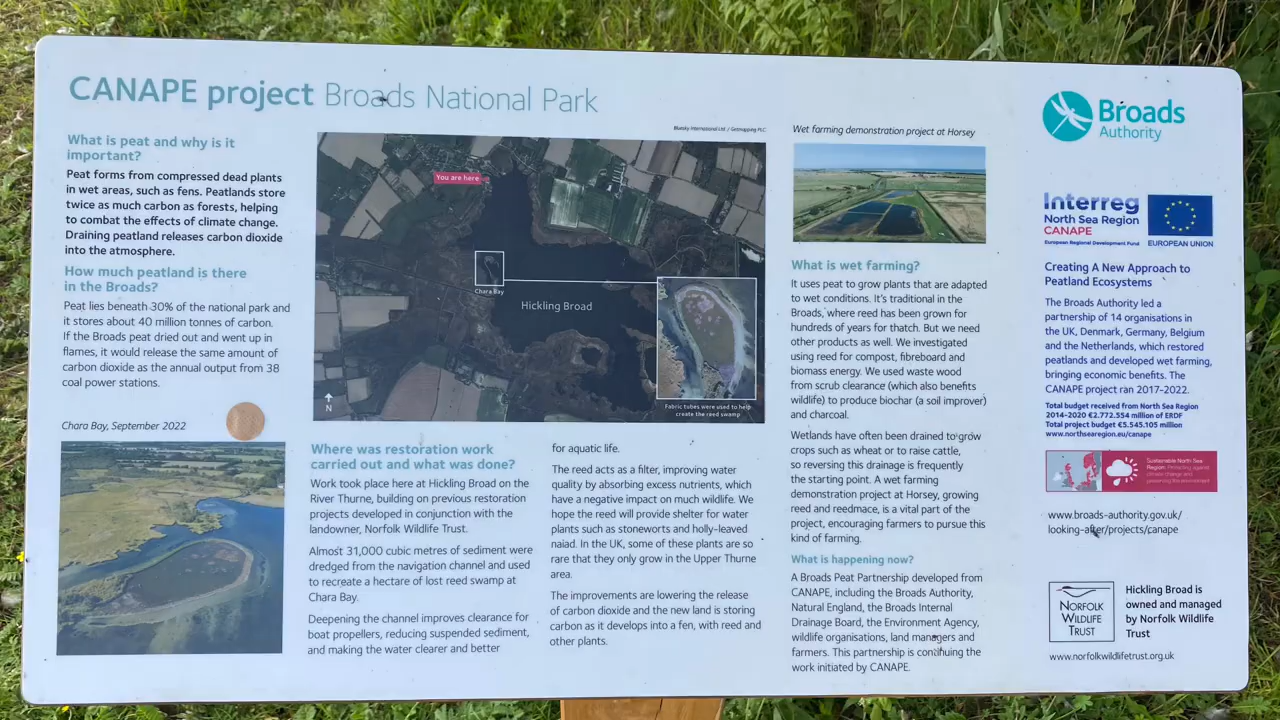 CANAPE project Broads National Park
What is peat and why is it
important?
Peat forms from compressed dead plants
in wet areas, such as fens. Peatlands store
twice as much carbon as forests, helping
to combat the effects of climate change.
Draining peatland releases carbon dioxide
into the atmosphere.
How much peatland is there
in the Broads?
Peat lies beneath 30% of the national park and
it stores about 40 million tonnes of carbon.
If the Broads peat dried out and went up in
flames, it would release the same amount of
carbon dioxide as the annual output from 38
coal power stations.
Chara Bay, September 2022
Bluesky International Ltd / Getmapping PLC
You are here
Chara Bay
Hickling Broad
N
Fabric tubes were used to help
create the reed swamp
Where was restoration work
carried out and what was done?
Work took place here at Hickling Broad on the
River Thurne, building on previous restoration
projects developed in conjunction with the
landowner, Norfolk Wildlife Trust.
Almost 31,000 cubic metres of sediment were
dredged from the navigation channel and used
to recreate a hectare of lost reed swamp at
Chara Bay.
Deepening the channel improves clearance for
boat propellers, reducing suspended sediment,
and making the water clearer and better
for aquatic life.
The reed acts as a filter, improving water
quality by absorbing excess nutrients, which
have a negative impact on much wildlife. We
hope the reed will provide shelter for water
plants such as stoneworts and holly-leaved
naiad. In the UK, some of these plants are so
rare that they only grow in the Upper Thurne
area.
The improvements are lowering the release
of carbon dioxide and the new land is storing
carbon as it develops into a fen, with reed and
other plants.
Wet farming demonstration project at Horsey
What is wet farming?
It uses peat to grow plants that are adapted
to wet conditions. It's traditional in the
Broads, where reed has been grown for
hundreds of years for thatch. But we need
other products as well. We investigated
using reed for compost, fibreboard and
biomass energy. We used waste wood
from scrub clearance (which also benefits
wildlife) to produce biochar (a soil improver)
and charcoal.
Wetlands have often been drained to grow
crops such as wheat or to raise cattle,
so reversing this drainage is frequently
the starting point. A wet farming
demonstration project at Horsey, growing
reed and reedmace, is a vital part of the
project, encouraging farmers to pursue this
kind of farming.
What is happening now?
A Broads Peat Partnership developed from
CANAPE, including the Broads Authority,
Natural England, the Broads Internal
Drainage Board, the Environment Agency,
wildlife organisations, land managers and
farmers. This partnership is continuing the
work initiated by CANAPE.
Broads
Authority
Interreg
North Sea Region
CANAPE
European Regional Development Fund
EUROPEAN UNION
Creating A New Approach to
Peatland Ecosystems
The Broads Authority led a
partnership of 14 organisations in
the UK, Denmark, Germany, Belgium
and the Netherlands, which restored
peatlands and developed wet farming,
bringing economic benefits. The
CANAPE project ran 2017-2022.
Total budget received from North Sea Region
2014-2020 €2.772.554 million of ERDF
Total project budget €5.545.105 million
www.northsearegion.eu/canape
Sustainable North Sea
Region: Protecting against
climate change and
preserving the environment
www.broads-authority.gov.uk/
looking-after/projects/canape
NORFOLK
WILDLIFE
TRUST
Hickling Broad is
owned and managed
by Norfolk Wildlife
Trust
www.norfolkwildlifetrust.org.uk